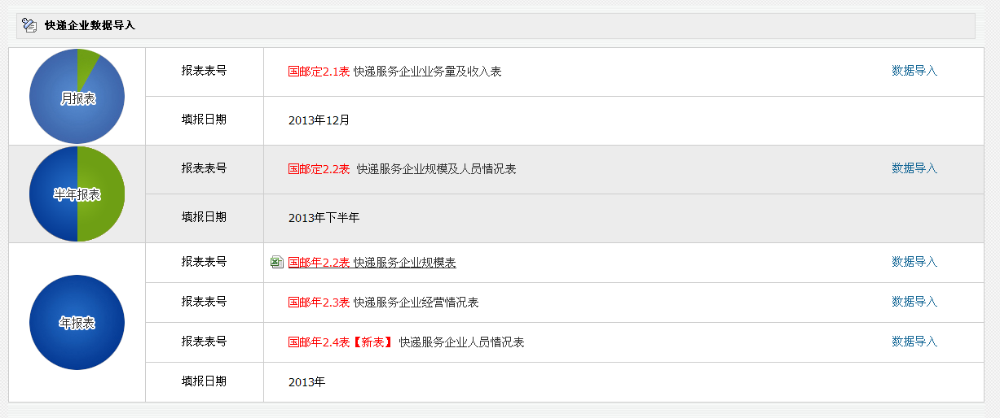 快递企业数据导入
月报表
报表表号 国邮定2.1表 快递服务企业业务量及收入表 数据导入
填报日期 2013年12月
半年报表
报表表号 国邮定2.2表 快递服务企业规模及人员情况表 数据导入
填报日期 2013年下半年
年报表
报表表号 国邮年2.2表 快递服务企业规模表 数据导入
报表表号 国邮年2.3表 快递服务企业经营情况表 数据导入
报表表号 国邮年2.4表【新表】 快递服务企业人员情况表 数据导入
填报日期 2013年